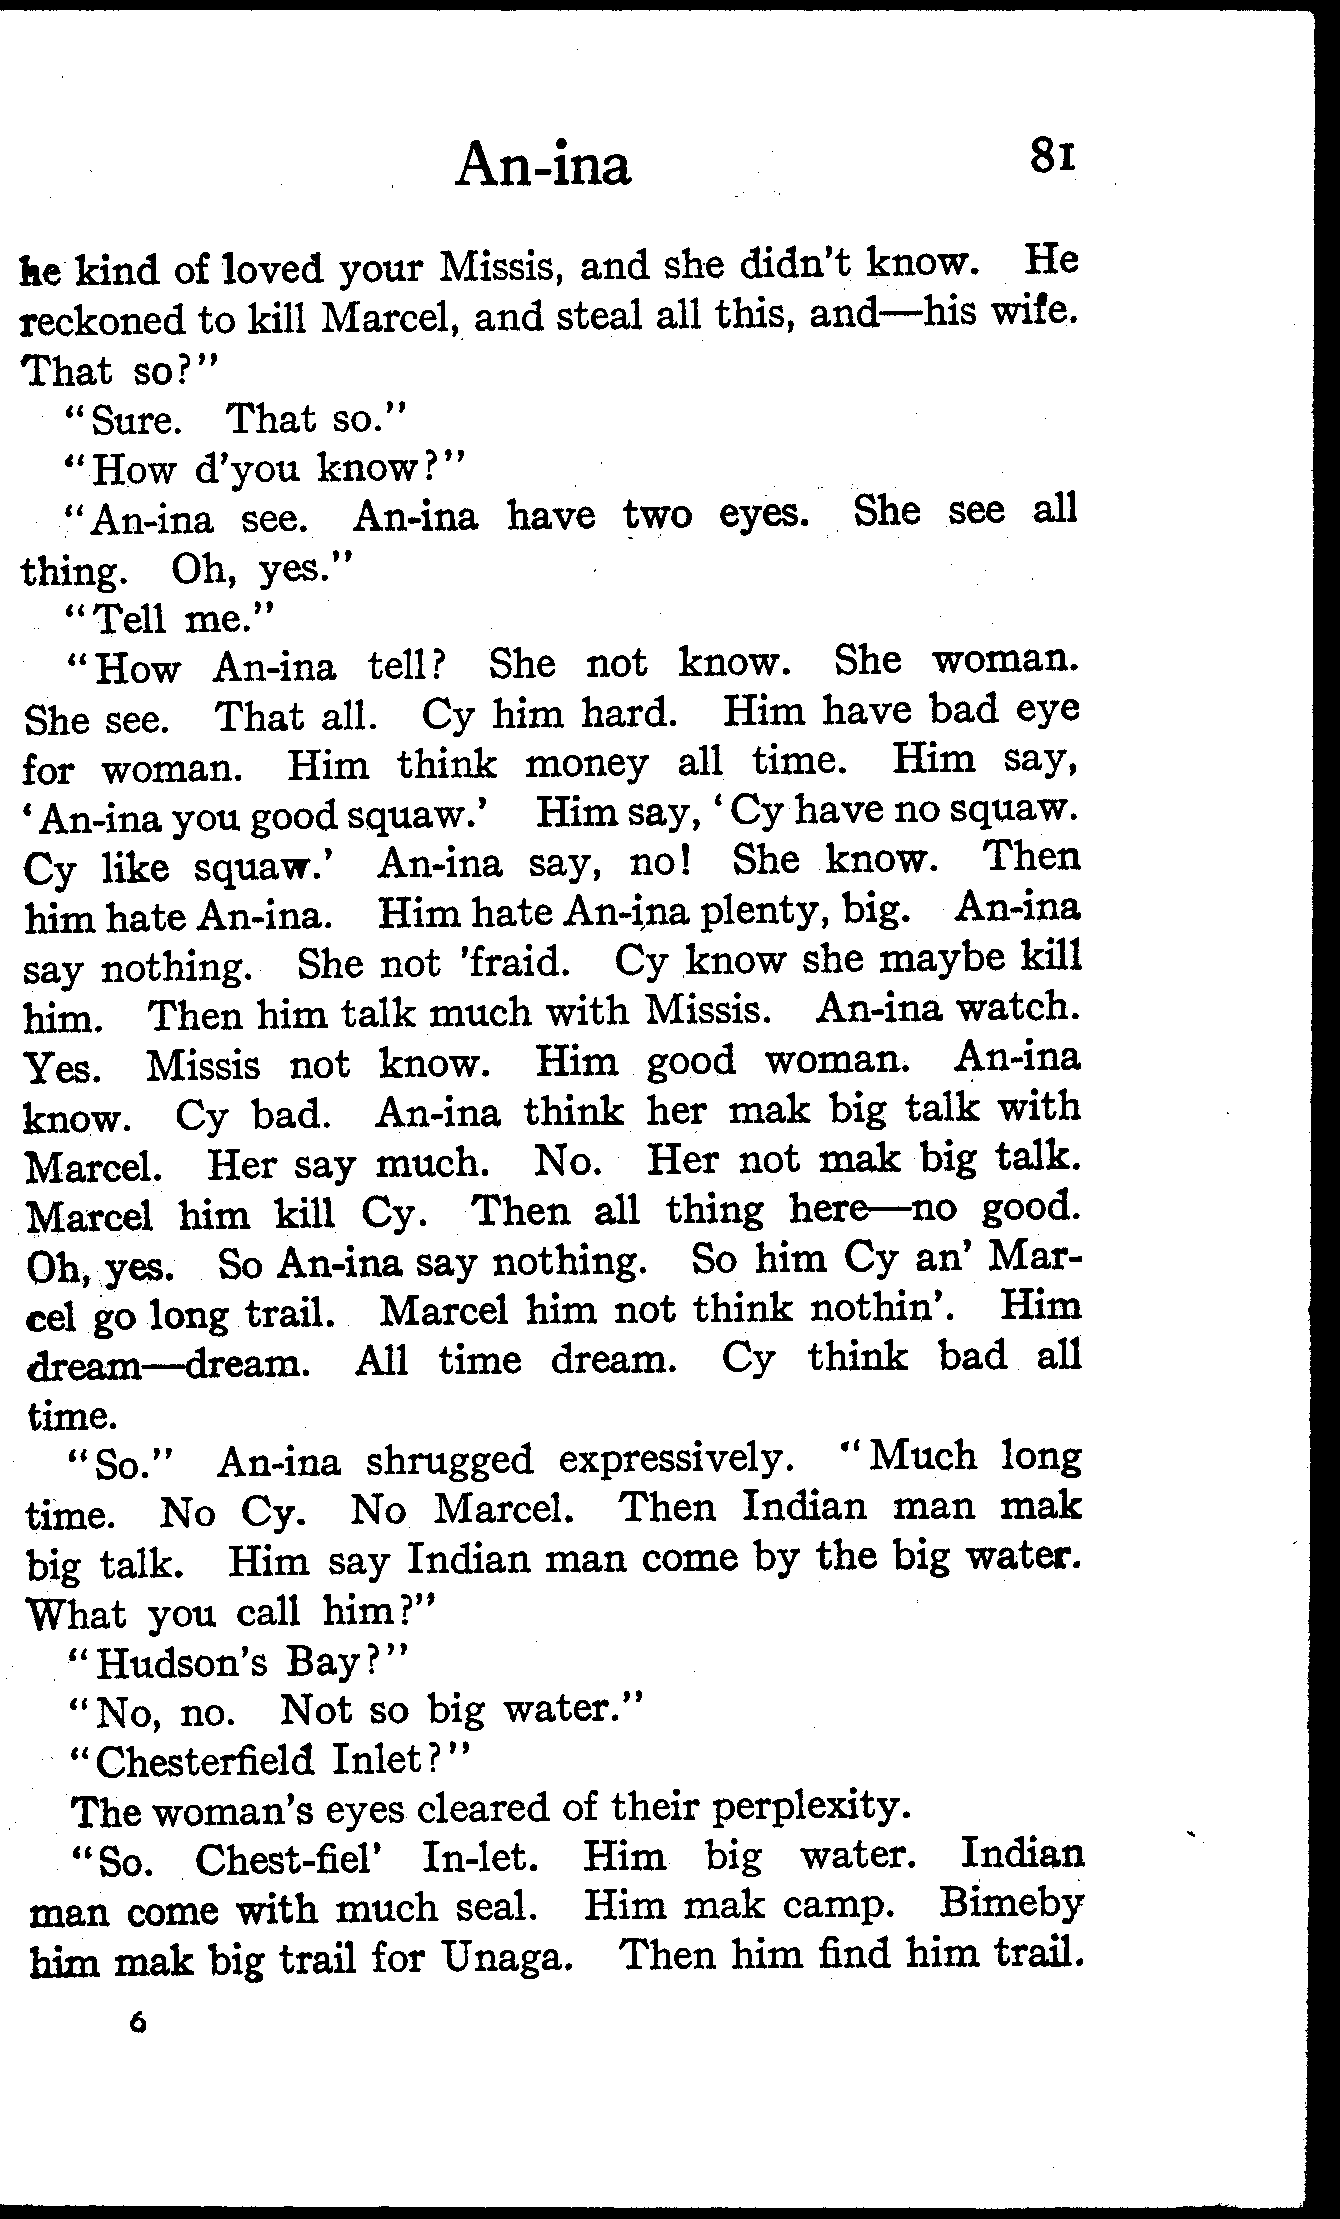 An-ina 81
he kind of loved your Missis, and she didn't know. He
reckoned to kill Marcel, and steal all this, and—his wife.
That so?"
"Sure. That so."
"How d'you know?"
"An-ina see. An-ina have two eyes. She see all
thing. Oh, yes."
"Tell me."
"How An-ina tell? She not know. She woman.
She see. That all. Cy him hard. Him have bad eye
for woman. Him think money all time. Him say,
'An-ina you good squaw.' Him say, 'Cy have no squaw.
Cy like squaw.' An-ina say, no! She know. Then
him hate An-ina. Him hate An-ina plenty, big. An-ina
say nothing. She not 'fraid. Cy know she maybe kill
him. Then him talk much with Missis. An-ina watch.
Yes. Missis not know. Him good woman. An-ina
know. Cy bad. An-ina think her mak big talk with
Marcel. Her say much. No. Her not mak big talk.
Marcel him kill Cy. Then all thing here—no good.
Oh, yes. So An-ina say nothing. So him Cy an' Mar-
cel go long trail. Marcel him not think nothin'. Him
dream—dream. All time dream. Cy think bad all
time.
"So." An-ina shrugged expressively. "Much long
time. No Cy. No Marcel. Then Indian man mak
big talk. Him say Indian man come by the big water.
What you call him?"
"Hudson's Bay?"
"No, no. Not so big water."
"Chesterfield Inlet?"
The woman's eyes cleared of their perplexity.
"So. Chest-fiel' In-let. Him big water. Indian
man come with much seal. Him mak camp. Bimeby
him mak big trail for Unaga. Then him find him trail.
6